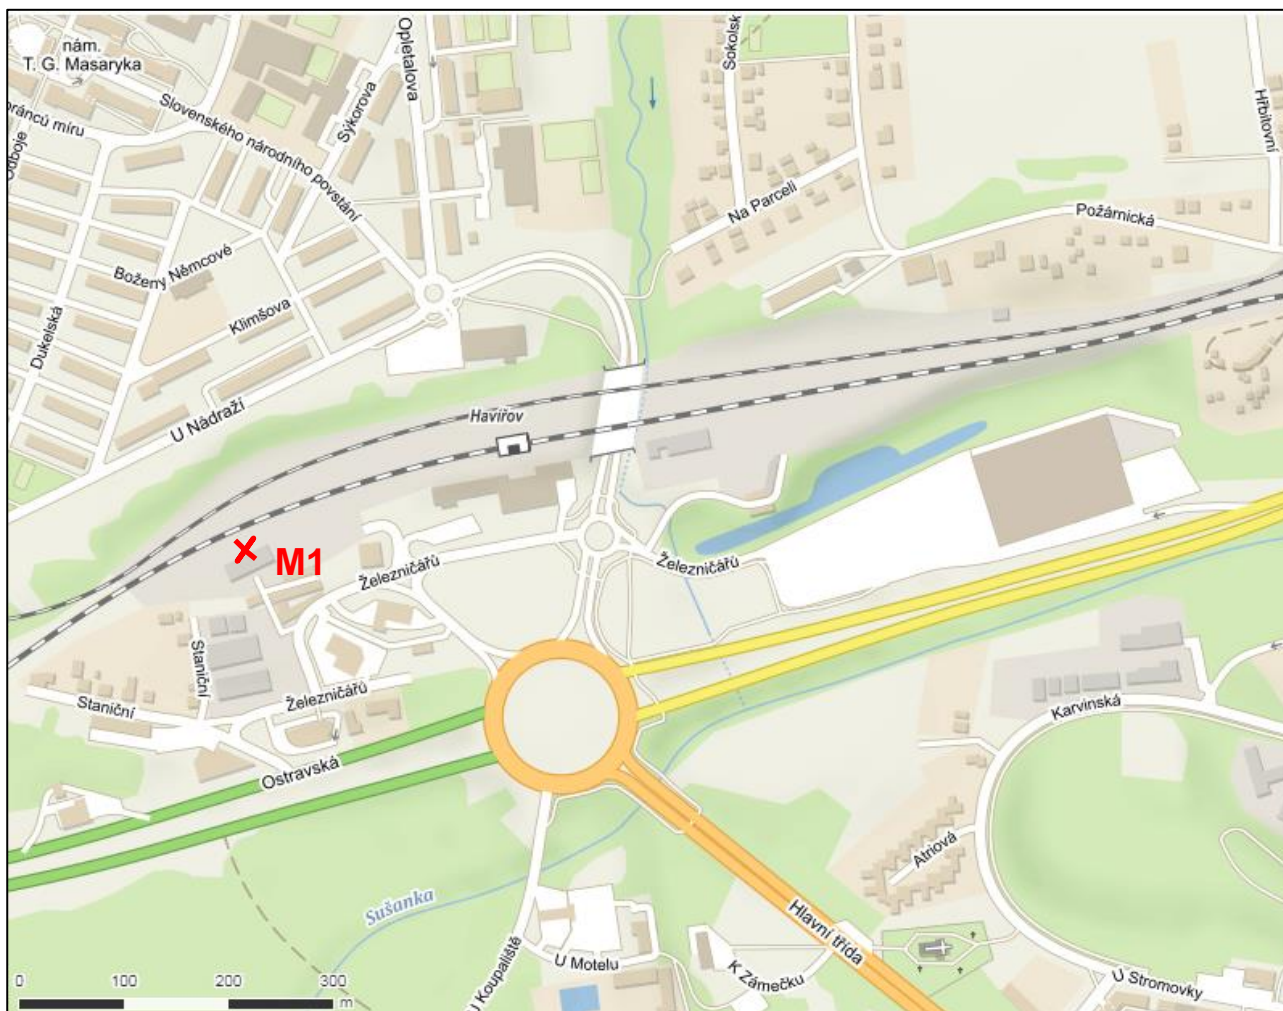 nám.
T. G. Masaryka
Opletalova
Sokolsk
Sýkorova
Slovenského národního povstání
ránců míru
Odboje
Hřbitovní
Na Parceli
Požárnická
Boženy Němcové
Klimšova
Dukelská
U Nádraží
Havířov
M1
Železničářů
Železničářů
Staniční
Železničářů
Staniční
Karvinská
Ostravská
Atriová
Sušanka
Hlavní třída
U Koupaliště
U Motelu
K Zámečku
U Stromovky
0 100 200 300
m